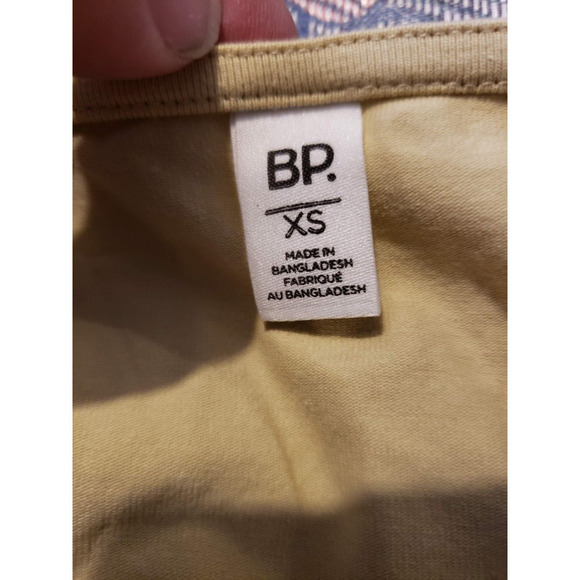 BP.
XS
MADE IN
BANGLADESH
FABRIQUÉ
AU BANGLADESH